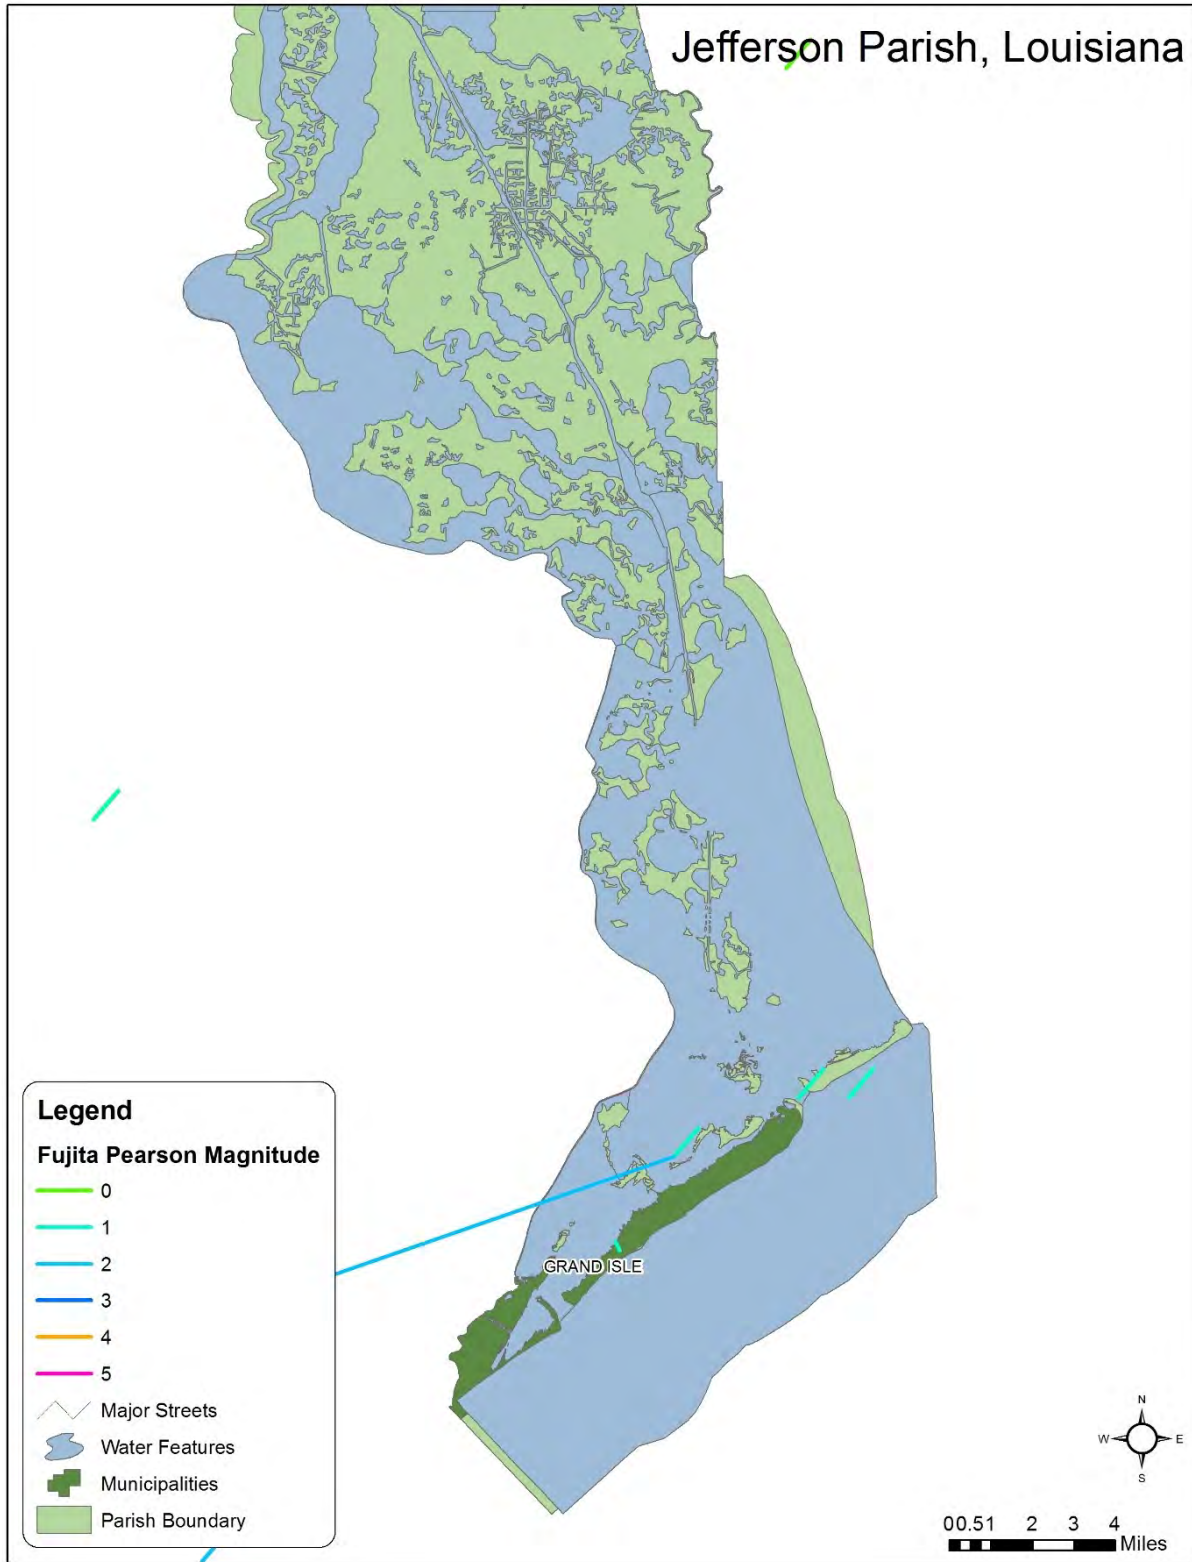 Jefferson Parish, Louisiana
GRAND ISLE
Legend
Fujita Pearson Magnitude
0
1
2
3
4
5
Major Streets
Water Features
Municipalities
Parish Boundary
N
W E
S
00.51 2 3 4
Miles